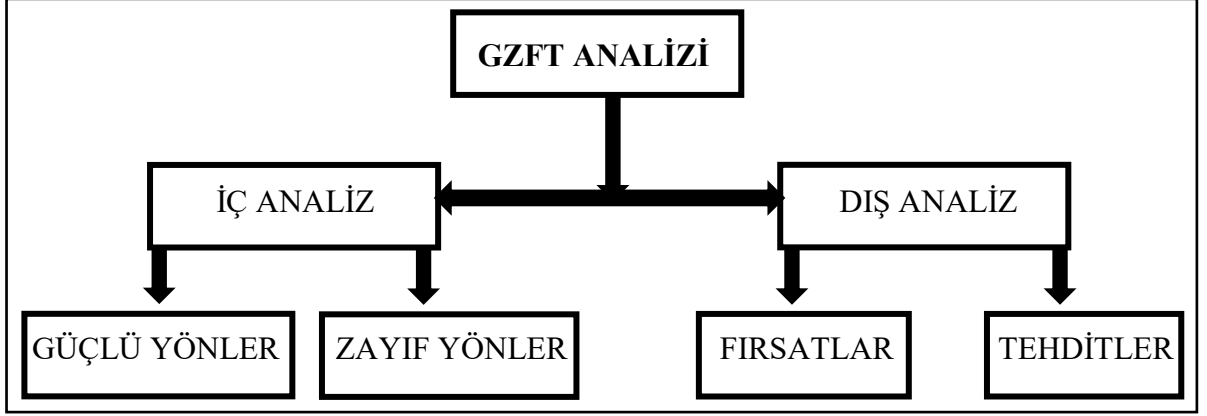 GZFT ANALİZİ
İÇ ANALİZ
DIŞ ANALİZ
GÜÇLÜ YÖNLER
ZAYIF YÖNLER
FIRSATLAR
TEHDİTLER